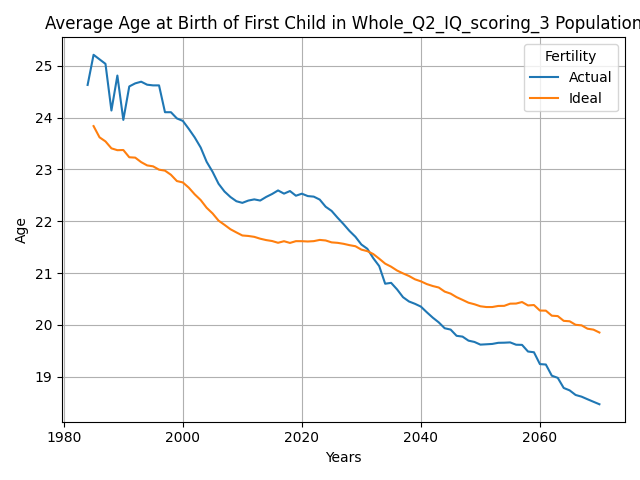 Average Age at Birth of First Child in Whole_Q2_IQ_scoring_3 Population
Fertility
Actual
Ideal
Age
25
24
23
22
21
20
19
1980
2000
2020
2040
2060
Years